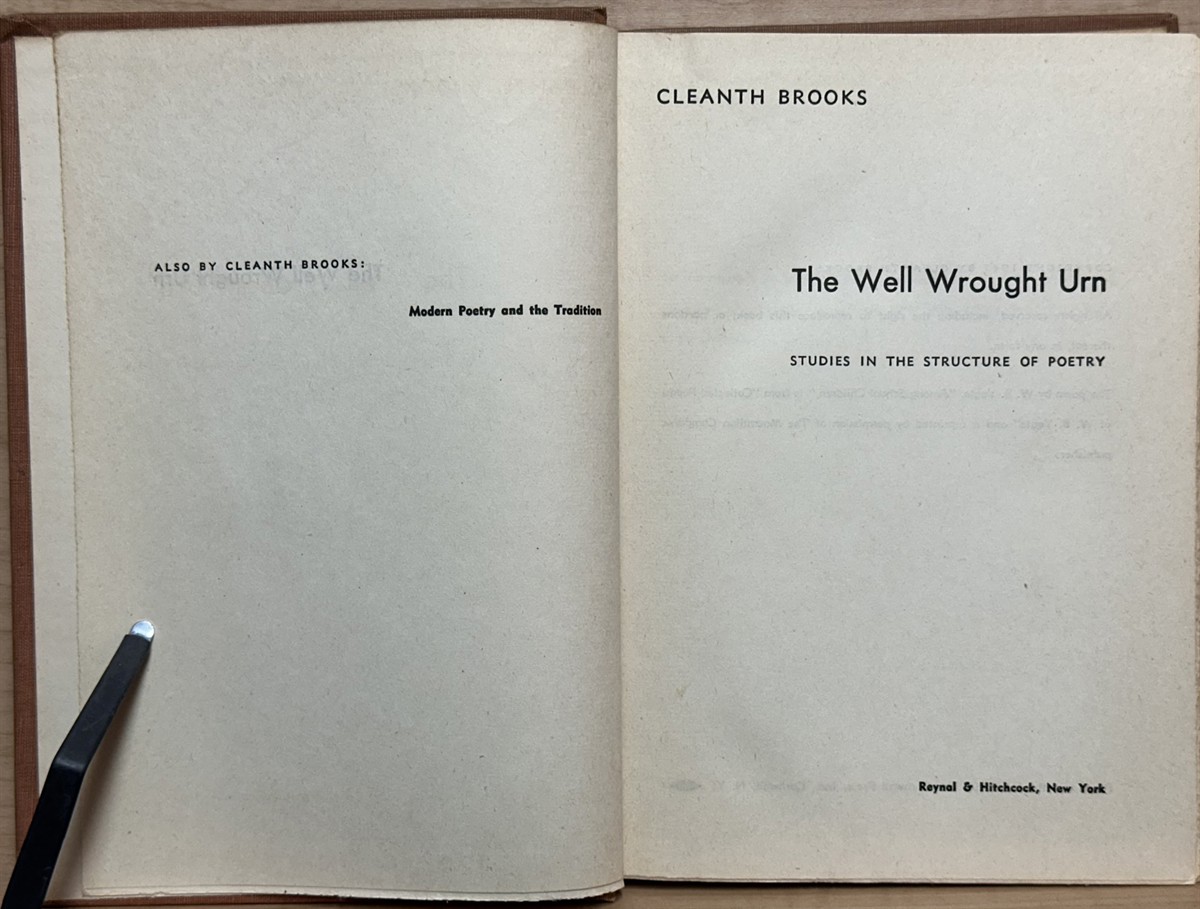 ALSO BY CLEANTH BROOKS:
Modern Poetry and the Tradition
CLEANTH BROOKS
The Well Wrought Urn
STUDIES IN THE STRUCTURE OF POETRY
Reynal & Hitchcock, New York